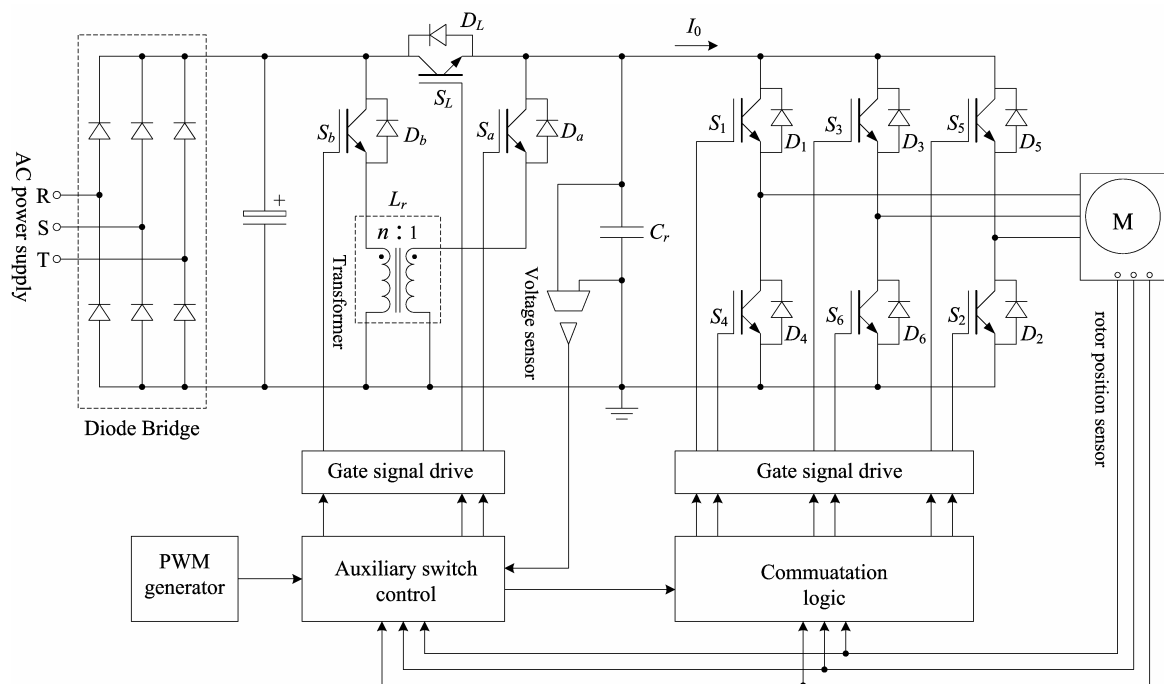 D_L
I_0
S_L
S_b
D_b
S_a
D_a
S_1
D_1
S_3
D_3
S_5
D_5
AC power supply
R
S
T
+
L_r
n : 1
Transformer
Voltage sensor
C_r
M
S_4
D_4
S_6
D_6
S_2
D_2
rotor position sensor
Diode Bridge
Gate signal drive
Gate signal drive
PWM
generator
Auxiliary switch
control
Commuatation
logic